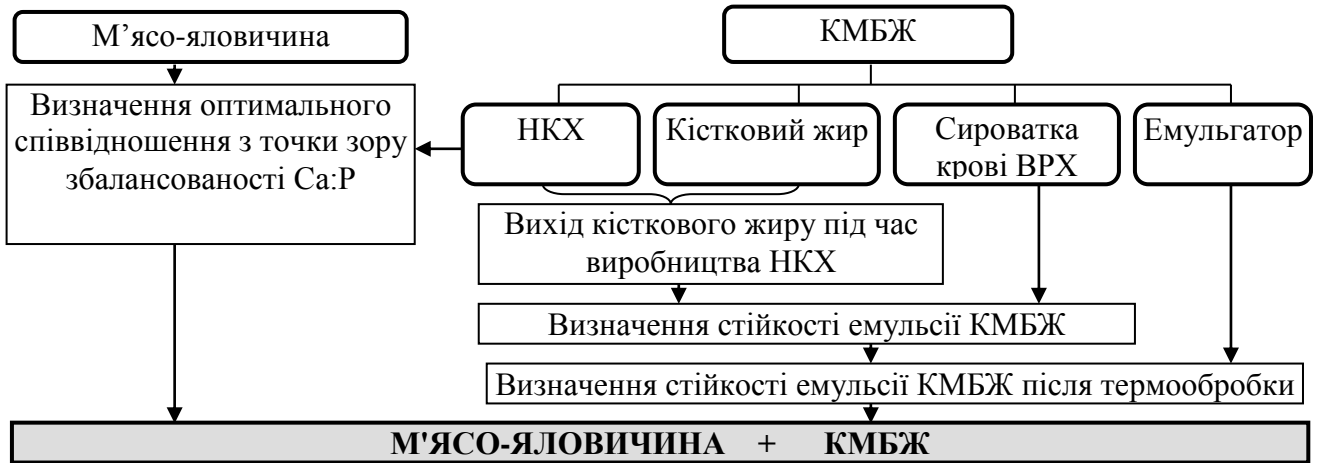 М’ясо-яловичина
КМБЖ
Визначення оптимального
співвідношення з точки зору
збалансованості Ca:P
НКХ
Кістковий жир
Сироватка
крові ВРХ
Емульгатор
Вихід кісткового жиру під час
виробництва НКХ
Визначення стійкості емульсії КМБЖ
Визначення стійкості емульсії КМБЖ після термообробки
М'ЯСО-ЯЛОВИЧИНА + КМБЖ